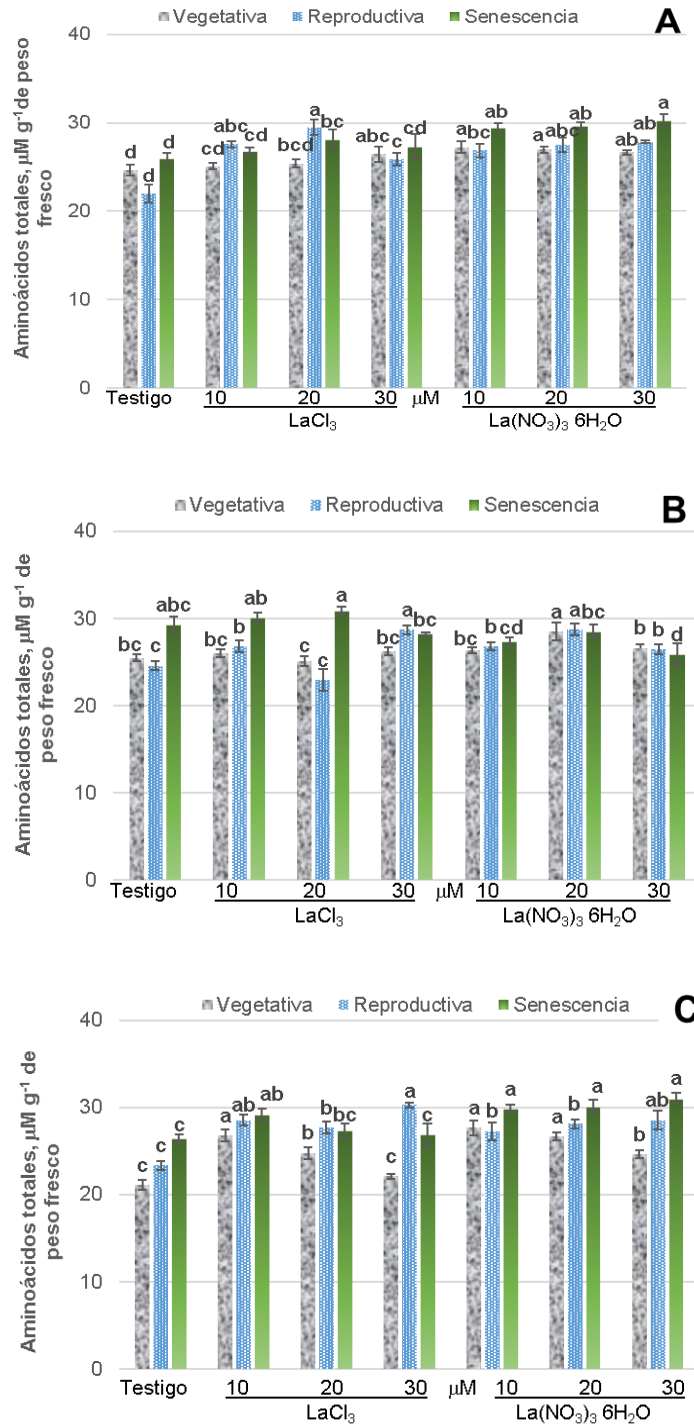 Vegetativa Reproductiva Senescencia
A
Aminoácidos totales, μM g-¹ de peso
fresco
40
30
20
10
0
d d d
cd abc cd
bcd a bc
abc c cd
a abc ab
a abc ab
ab ab a
Testigo 10 20 30 μM 10 20 30
LaCl₃ La(NO₃)₃ 6H₂O
Vegetativa Reproductiva Senescencia
B
Aminoácidos totales, μM g-¹ de
peso fresco
40
30
20
10
0
bc c abc
bc b ab
c c a
bc a bc
bc b cd
a a abc
b b d
Testigo 10 20 30 μM 10 20 30
LaCl₃ La(NO₃)₃ 6H₂O
Vegetativa Reproductiva Senescencia
C
Aminoácidos totales, μM g-¹ de
peso fresco
40
30
20
10
0
c c c
a ab ab
b b bc
c a c
a b a
a b a
b ab a
Testigo 10 20 30 μM 10 20 30
LaCl₃ La(NO₃)₃ 6H₂O